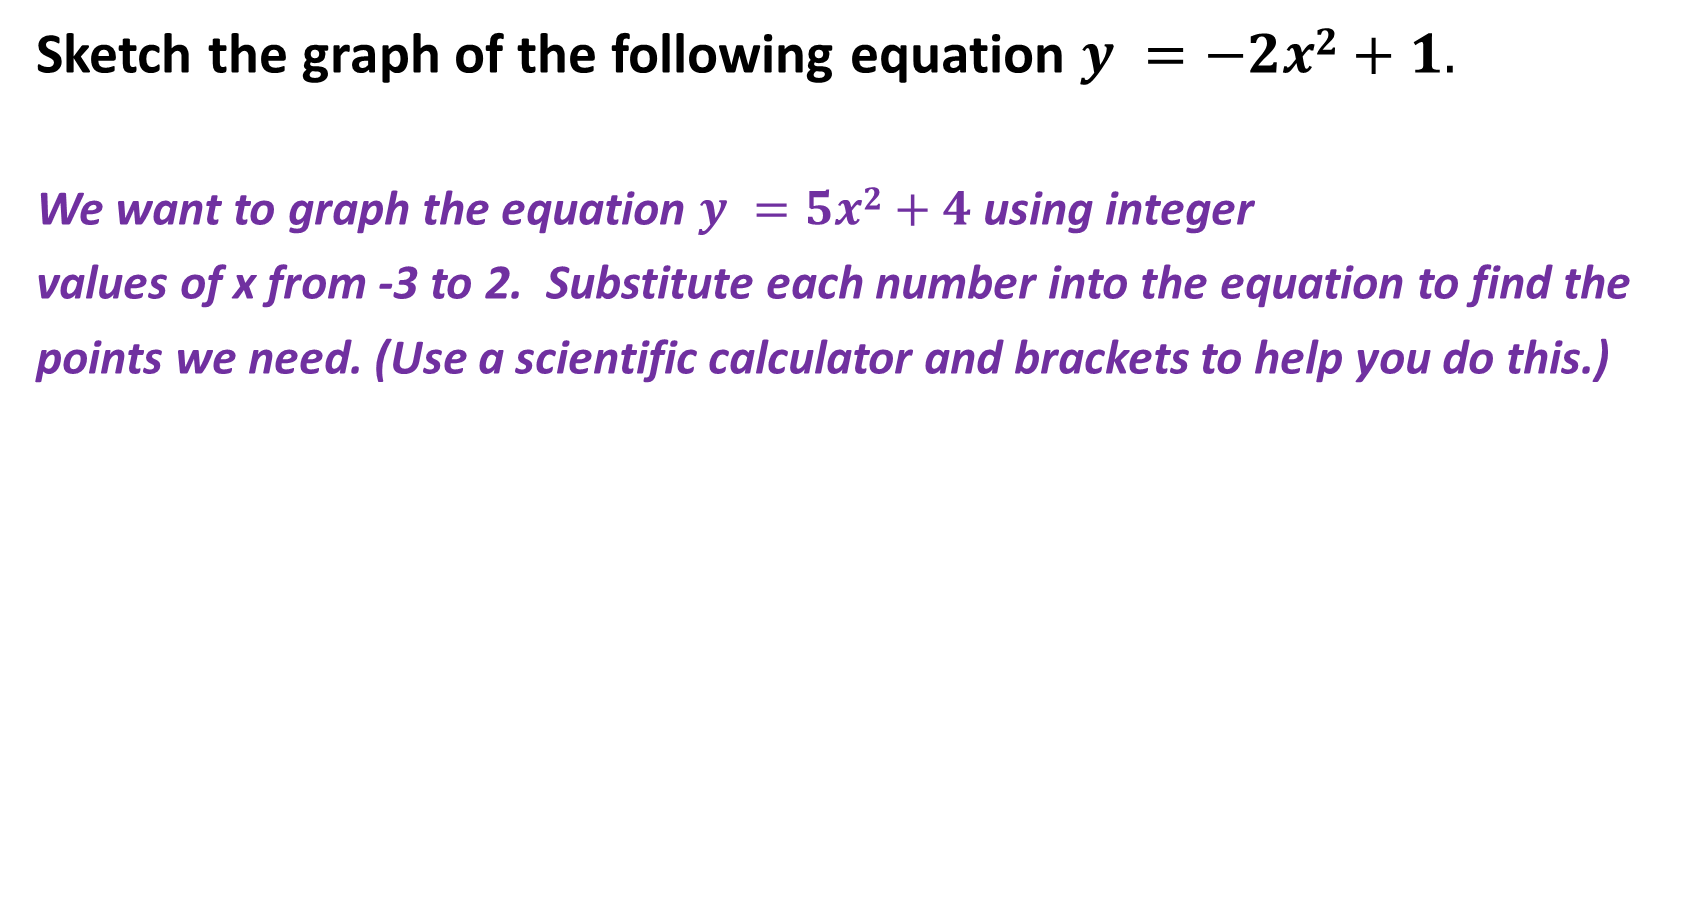 Sketch the graph of the following equation y = −2x² + 1.
We want to graph the equation y = 5x² + 4 using integer
values of x from -3 to 2. Substitute each number into the equation to find the
points we need. (Use a scientific calculator and brackets to help you do this.)